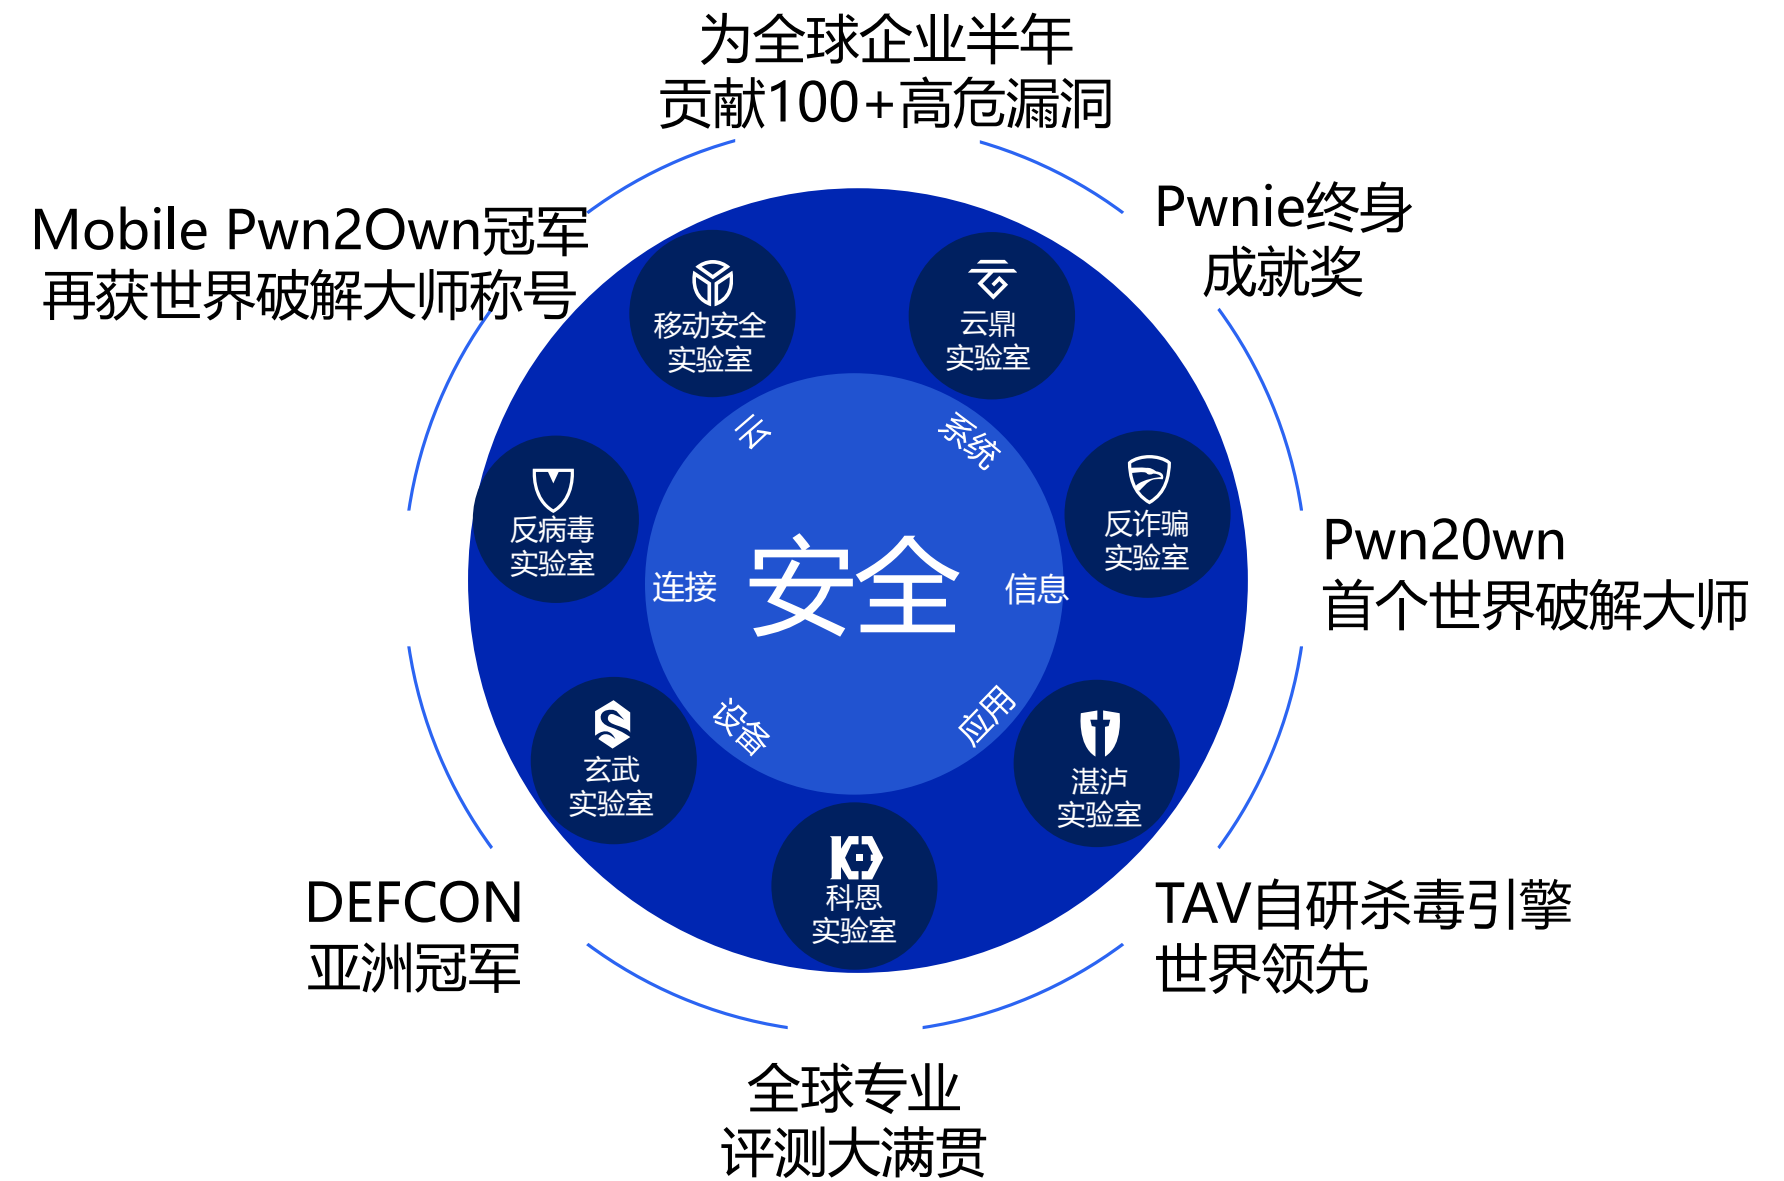 为全球企业半年
贡献100+高危漏洞
Mobile Pwn2Own冠军
再获世界破解大师称号
Pwnie终身
成就奖
移动安全
实验室
云鼎
实验室
云
系统
反病毒
实验室
反诈骗
实验室
Pwn20wn
首个世界破解大师
连接
安全
信息
设备
应用
玄武
实验室
湛泸
实验室
科恩
实验室
DEFCON
亚洲冠军
TAV自研杀毒引擎
世界领先
全球专业
评测大满贯